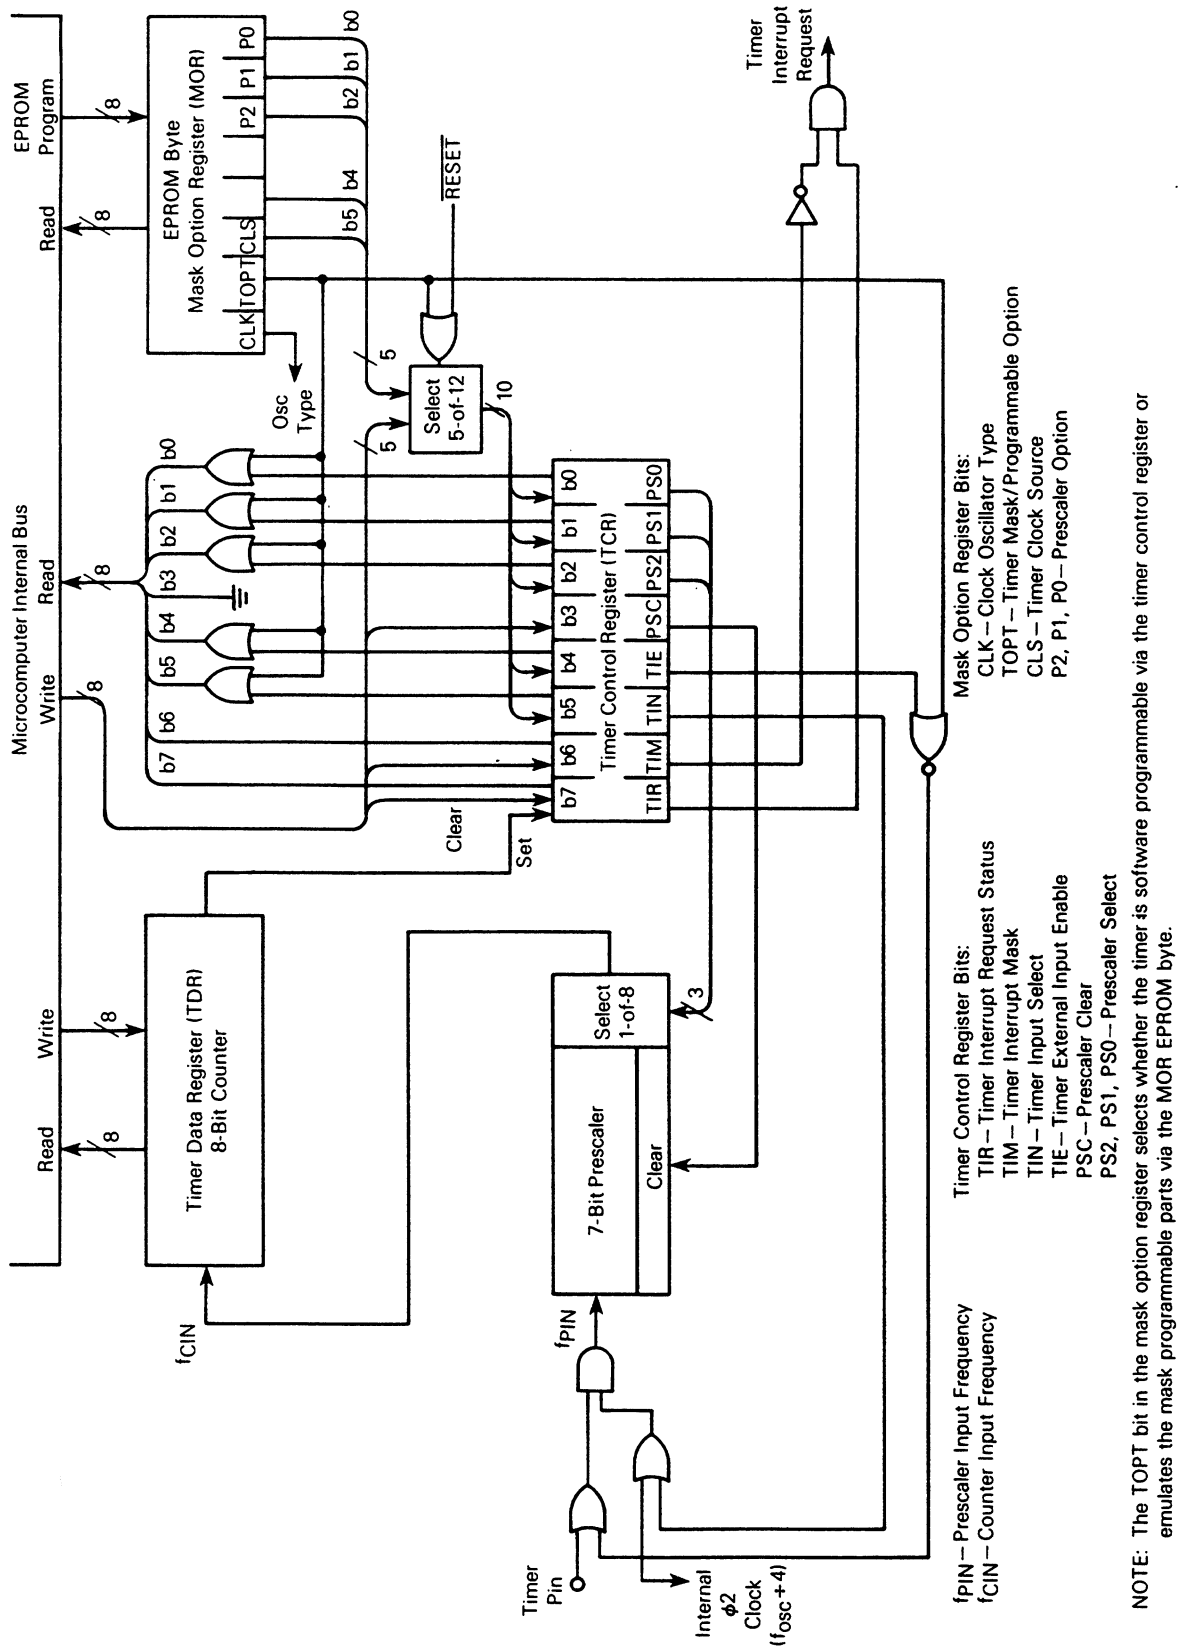 Microcomputer Internal Bus
Read
Write
Write
Read
Read
EPROM
Program
8
8
8
8
8
8
Timer Data Register (TDR)
8-Bit Counter
fCIN
b7
b6
b5
b4
b3
b2
b1
b0
EPROM Byte
Mask Option Register (MOR)
CLK
TOPT
CLS
P2
P1
P0
b5
b4
b2
b1
b0
Osc
Type
5
5
Select
5-of-12
10
RESET
Clear
Set
b7
b6
b5
b4
b3
b2
b1
b0
Timer Control Register (TCR)
TIR
TIM
TIN
TIE
PSC
PS2
PS1
PS0
Timer
Interrupt
Request
Timer
Pin
Internal
ϕ2
Clock
(fosc÷4)
fPIN
7-Bit Prescaler
Clear
Select
1-of-8
3
fPIN – Prescaler Input Frequency
fCIN – Counter Input Frequency
Timer Control Register Bits:
TIR – Timer Interrupt Request Status
TIM – Timer Interrupt Mask
TIN – Timer Input Select
TIE – Timer External Input Enable
PSC – Prescaler Clear
PS2, PS1, PS0 – Prescaler Select
Mask Option Register Bits:
CLK – Clock Oscillator Type
TOPT – Timer Mask/Programmable Option
CLS – Timer Clock Source
P2, P1, P0 – Prescaler Option
NOTE: The TOPT bit in the mask option register selects whether the timer is software programmable via the timer control register or
emulates the mask programmable parts via the MOR EPROM byte.